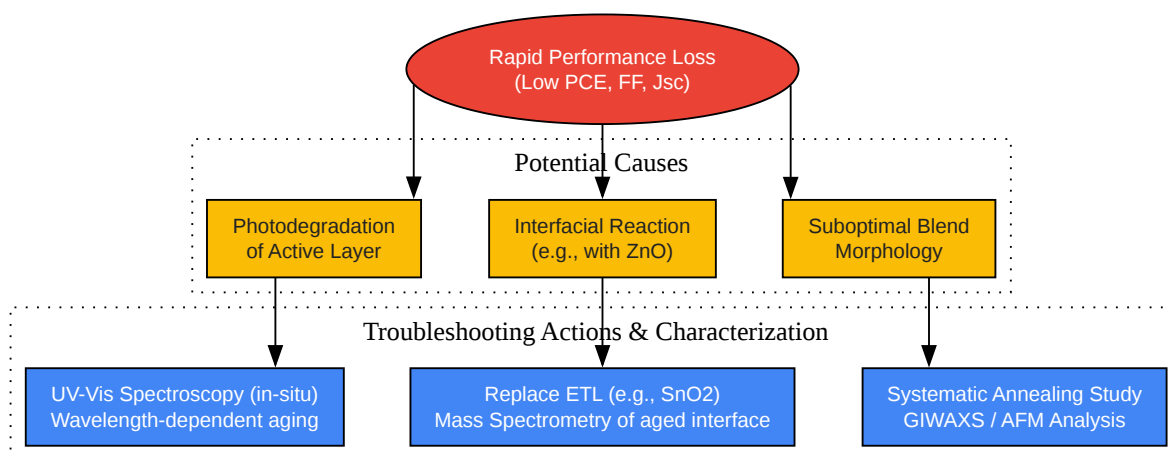 Rapid Performance Loss
(Low PCE, FF, Jsc)
Potential Causes
Photodegradation
of Active Layer
Interfacial Reaction
(e.g., with ZnO)
Suboptimal Blend
Morphology
Troubleshooting Actions & Characterization
UV-Vis Spectroscopy (in-situ)
Wavelength-dependent aging
Replace ETL (e.g., SnO2)
Mass Spectrometry of aged interface
Systematic Annealing Study
GIWAXS / AFM Analysis